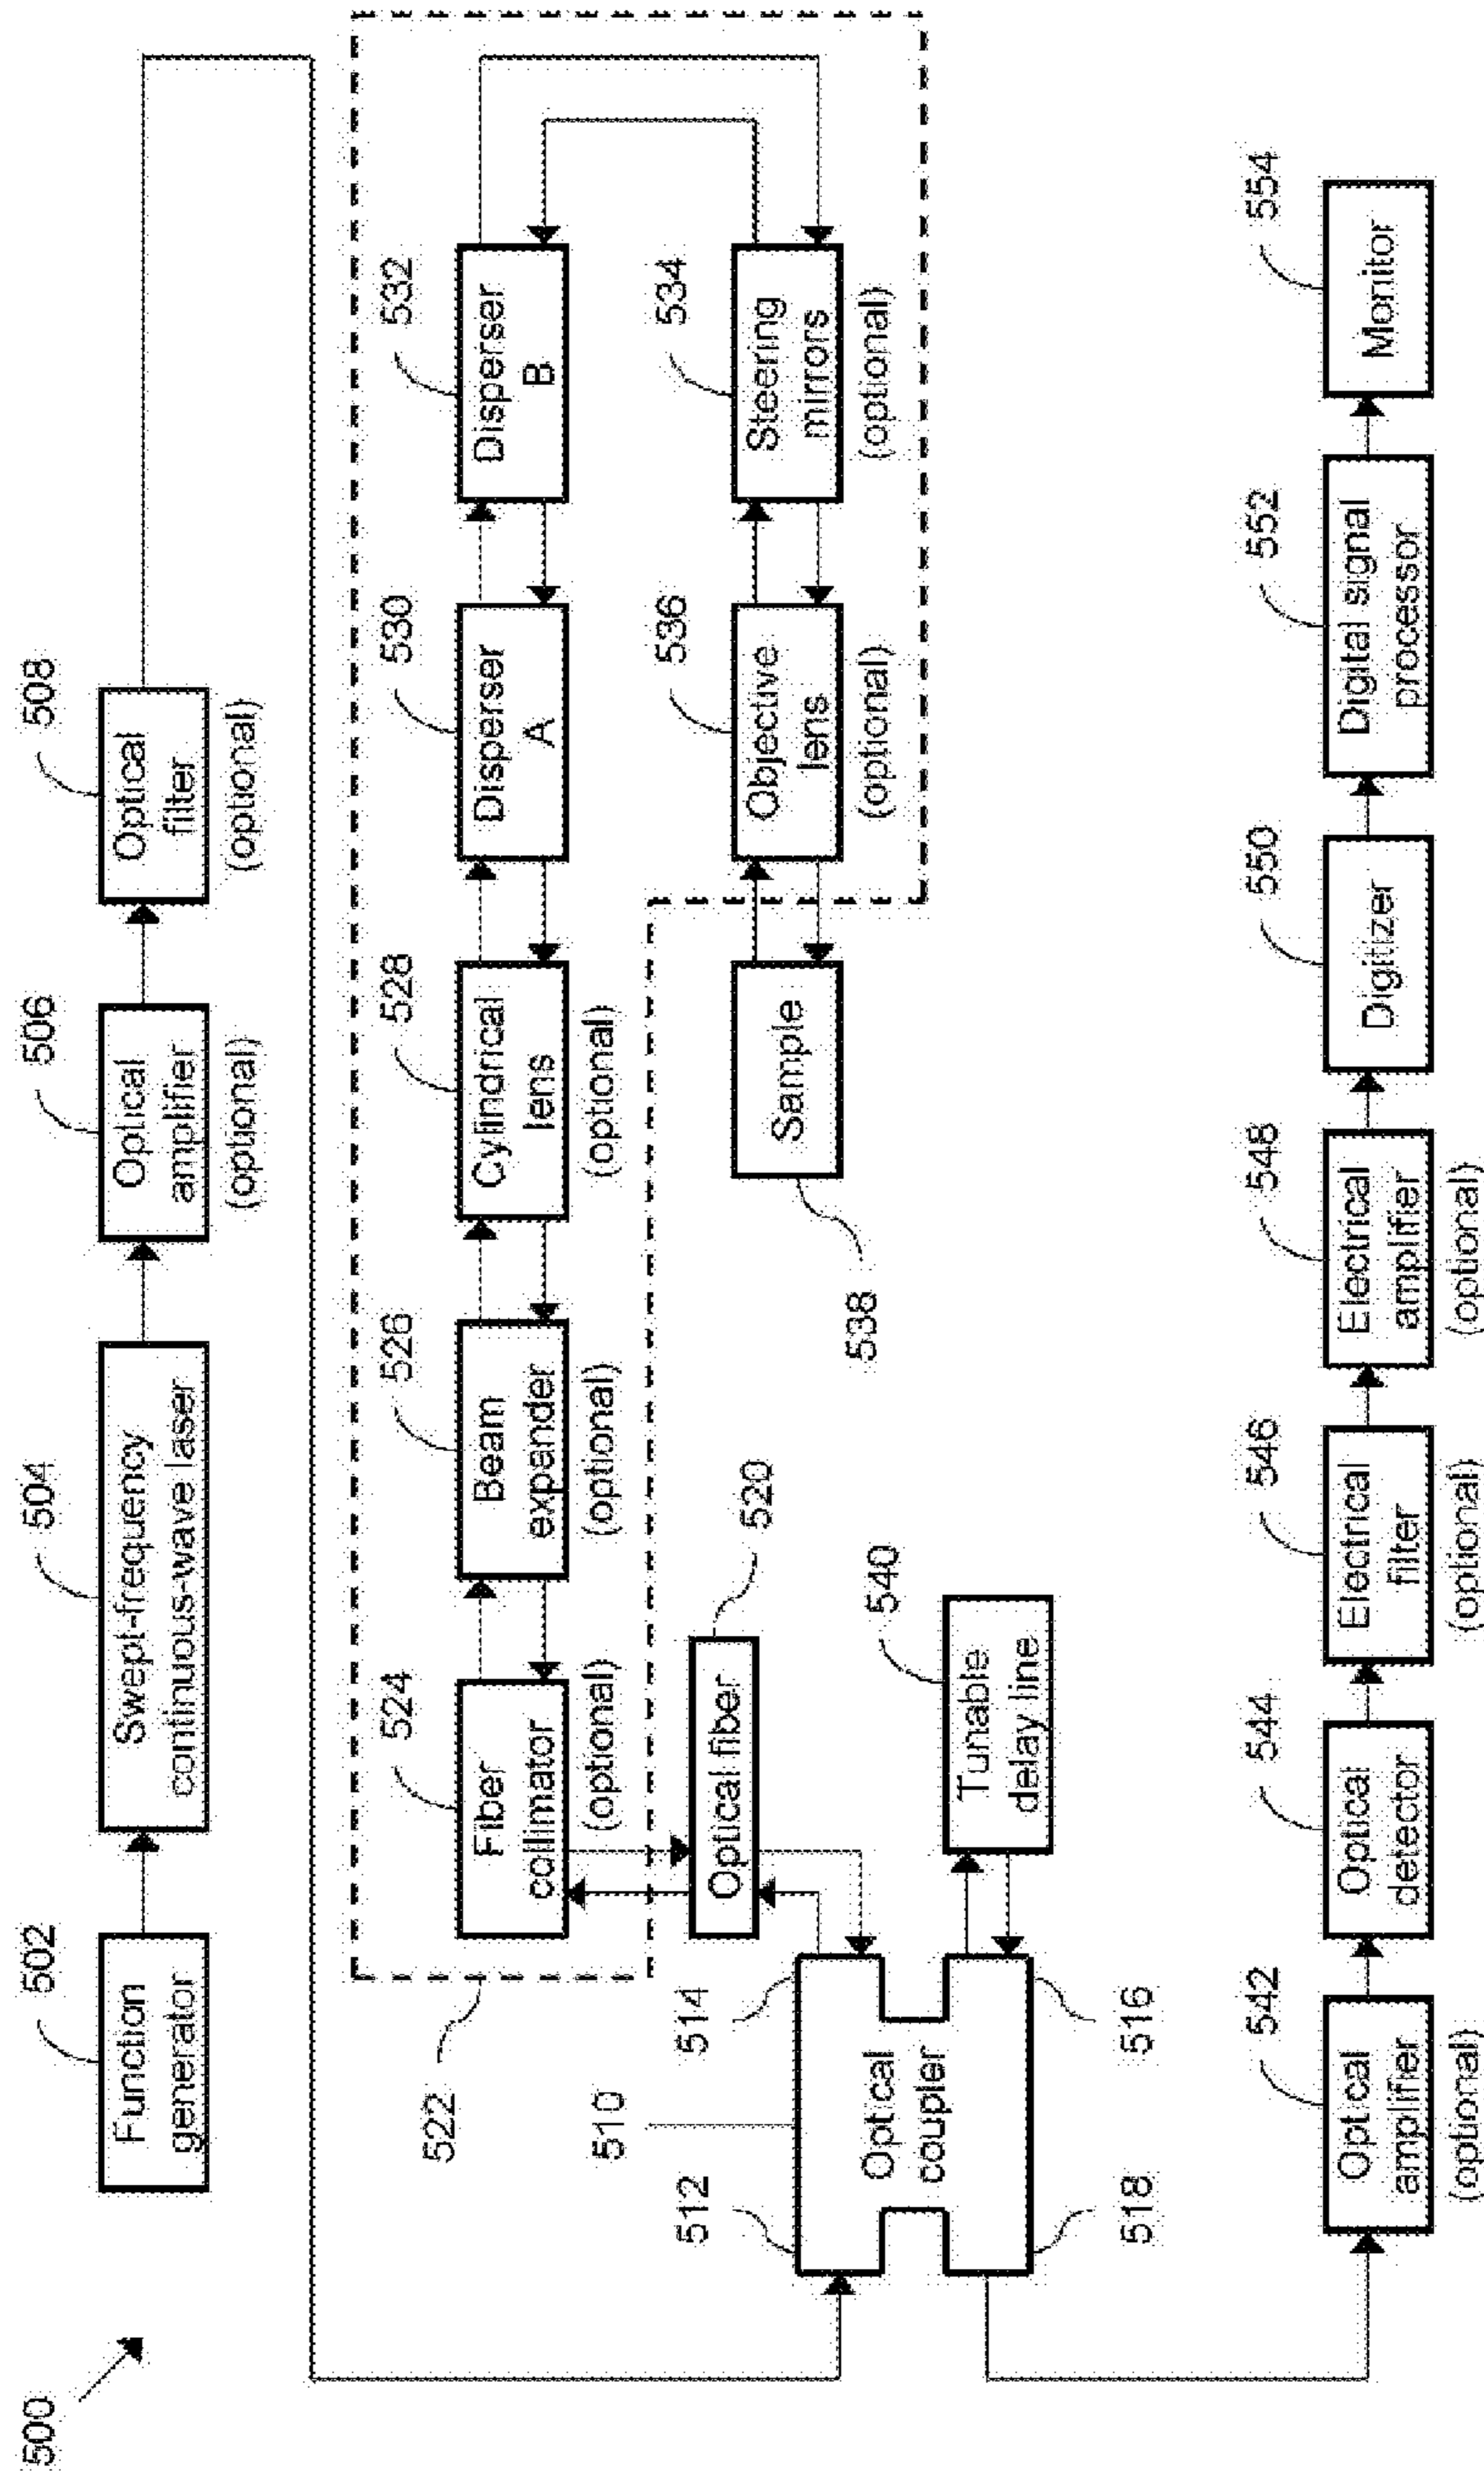 500
502
Function
generator
504
Swept-frequency
continuous-wave laser
506
Optical
amplifier
(optional)
508
Optical
filter
(optional)
522
524
Fiber
collimator
(optional)
526
Beam
expander
(optional)
528
Cylindrical
lens
(optional)
530
Disperser
A
532
Disperser
B
534
Steering
mirrors
(optional)
536
Objective
lens
(optional)
Sample
538
Optical fiber
520
510
512
514
Optical
coupler
516
518
540
Tunable
delay line
542
Optical
amplifier
(optional)
544
Optical
detector
546
Electrical
filter
(optional)
548
Electrical
amplifier
(optional)
550
Digitizer
552
Digital signal
processor
554
Monitor